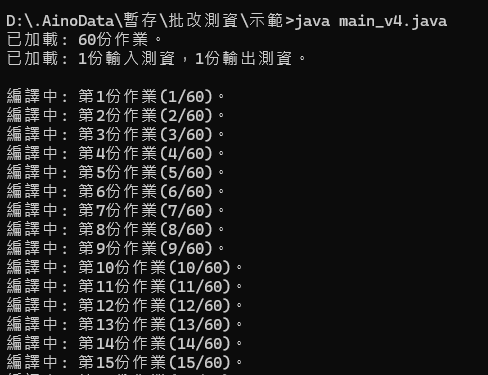 D:\.AinoData\暫存\批改測資\示範>java main_v4.java
已加載: 60份作業。
已加載: 1份輸入測資，1份輸出測資。
編譯中: 第1份作業(1/60)。
編譯中: 第2份作業(2/60)。
編譯中: 第3份作業(3/60)。
編譯中: 第4份作業(4/60)。
編譯中: 第5份作業(5/60)。
編譯中: 第6份作業(6/60)。
編譯中: 第7份作業(7/60)。
編譯中: 第8份作業(8/60)。
編譯中: 第9份作業(9/60)。
編譯中: 第10份作業(10/60)。
編譯中: 第11份作業(11/60)。
編譯中: 第12份作業(12/60)。
編譯中: 第13份作業(13/60)。
編譯中: 第14份作業(14/60)。
編譯中: 第15份作業(15/60)。